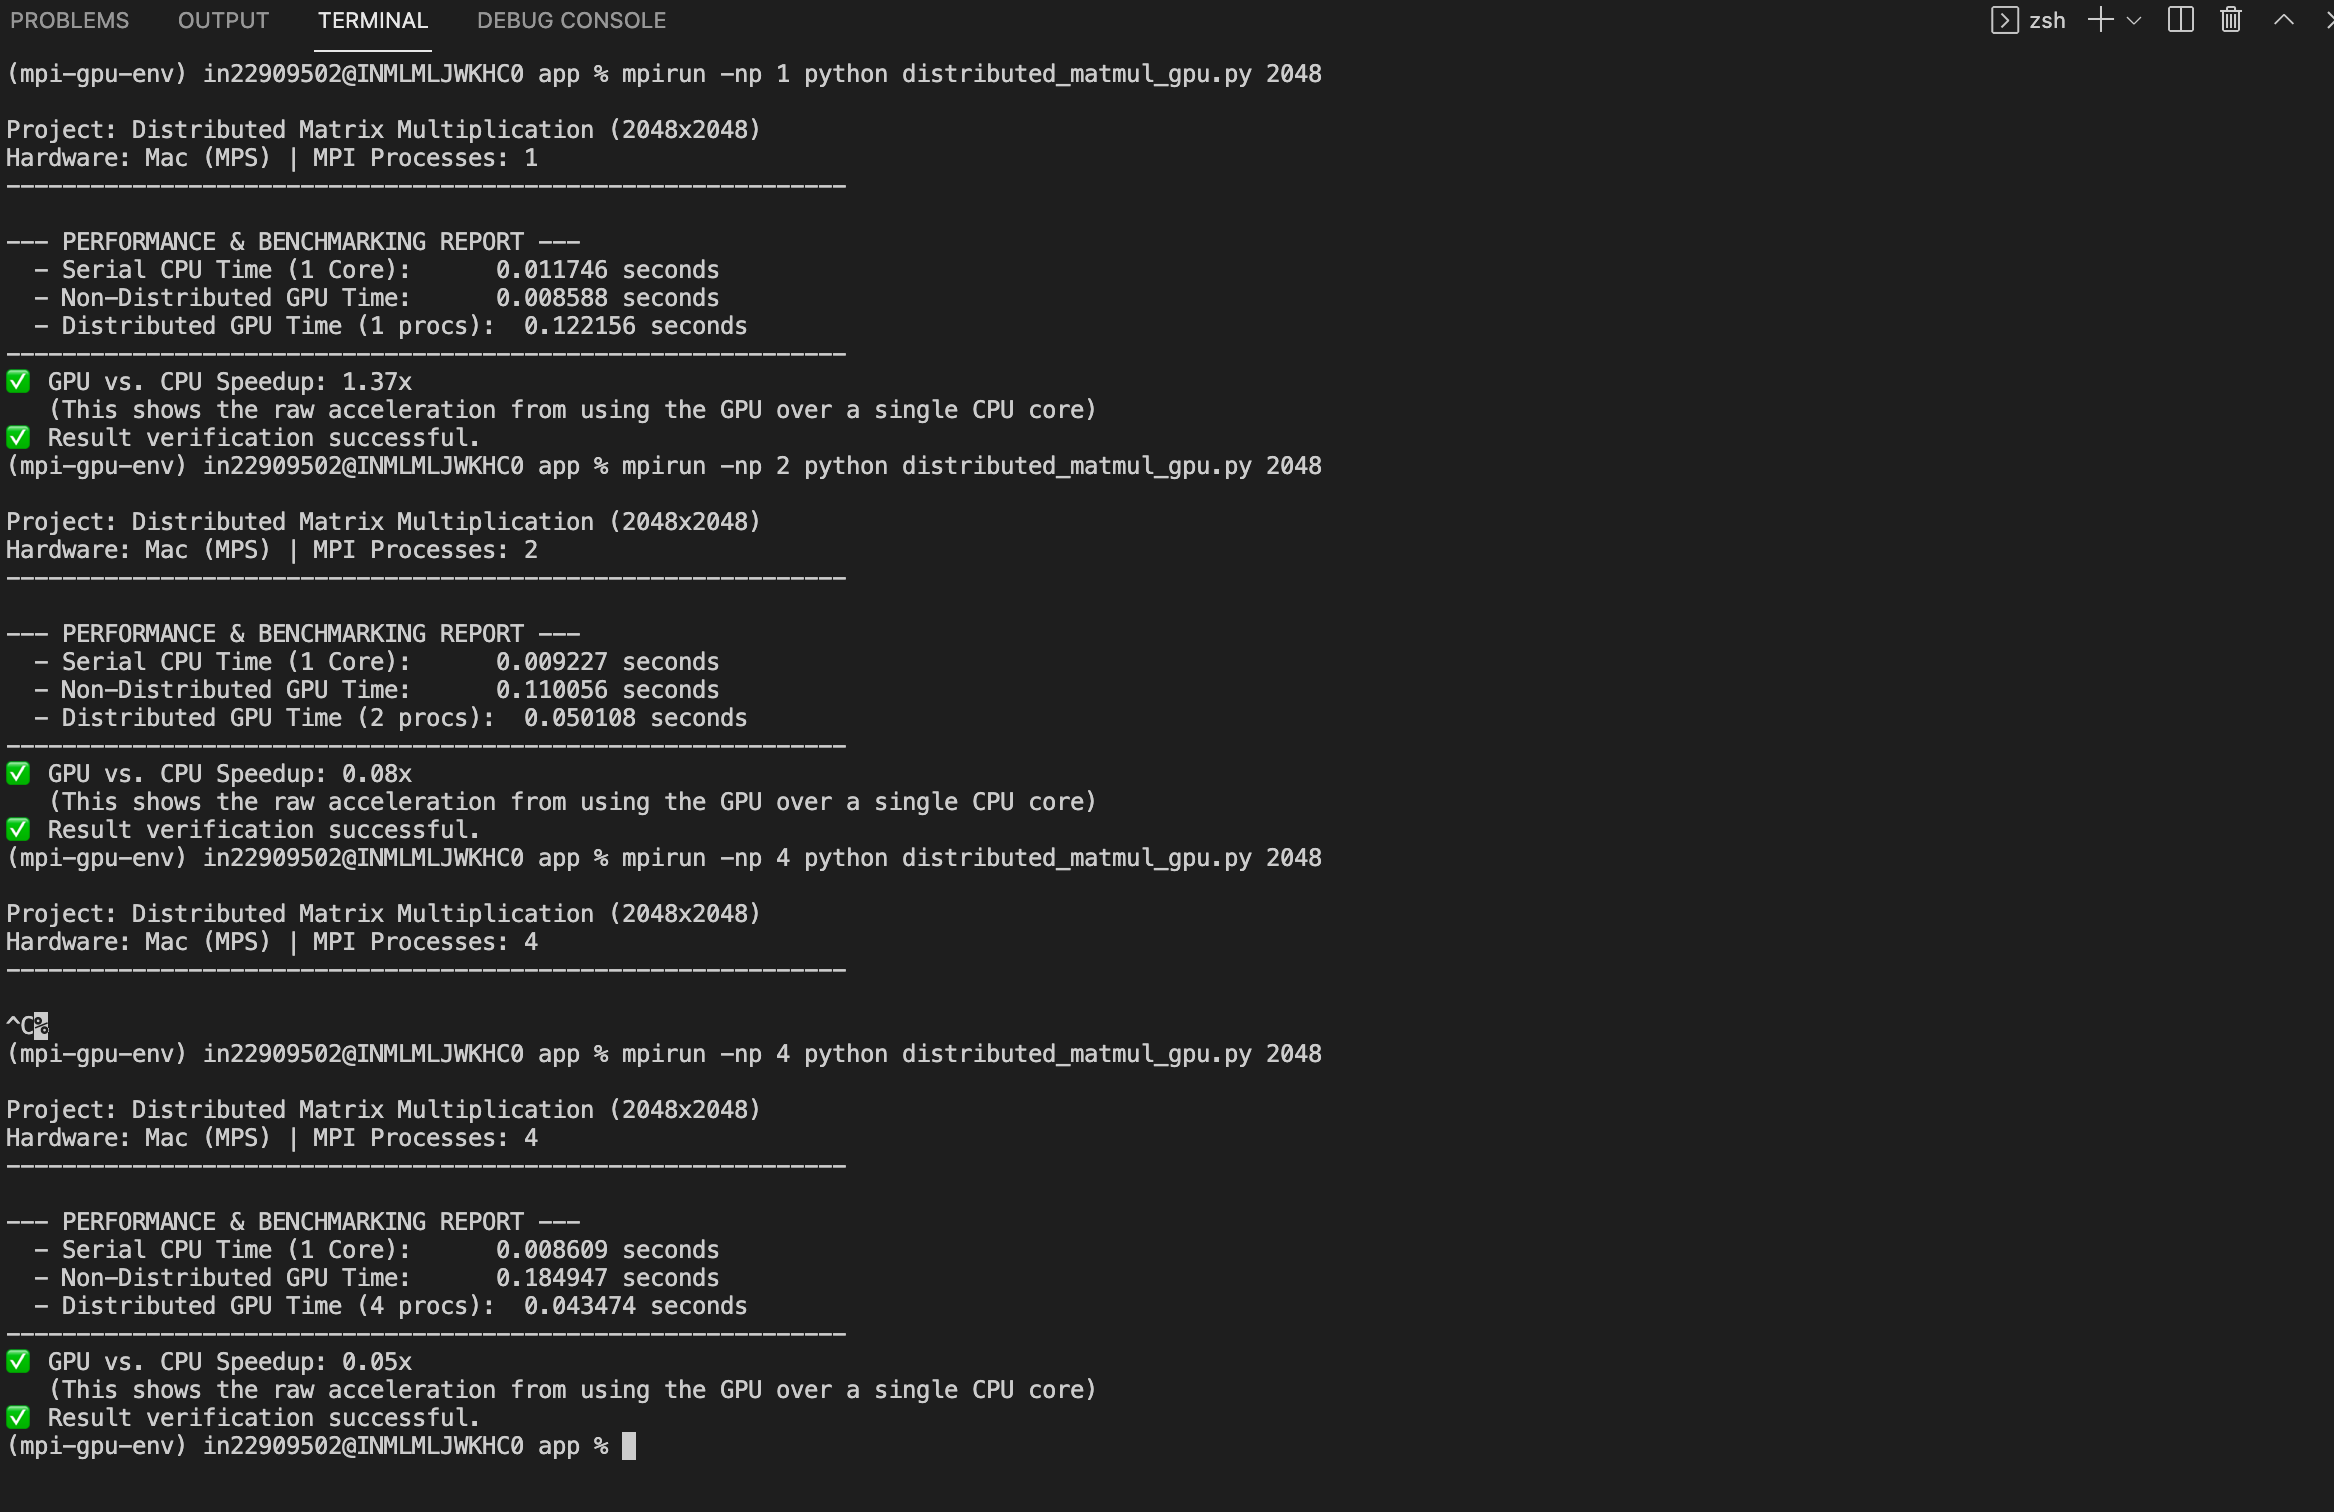 PROBLEMS OUTPUT TERMINAL DEBUG CONSOLE zsh
(mpi-gpu-env) in22909502@INMLMLJWKHC0 app % mpirun -np 1 python distributed_matmul_gpu.py 2048
Project: Distributed Matrix Multiplication (2048x2048)
Hardware: Mac (MPS) | MPI Processes: 1
------------------------------------------------------------
--- PERFORMANCE & BENCHMARKING REPORT ---
  - Serial CPU Time (1 Core):      0.011746 seconds
  - Non-Distributed GPU Time:      0.008588 seconds
  - Distributed GPU Time (1 procs):  0.122156 seconds
------------------------------------------------------------
✅ GPU vs. CPU Speedup: 1.37x
   (This shows the raw acceleration from using the GPU over a single CPU core)
✅ Result verification successful.
(mpi-gpu-env) in22909502@INMLMLJWKHC0 app % mpirun -np 2 python distributed_matmul_gpu.py 2048
Project: Distributed Matrix Multiplication (2048x2048)
Hardware: Mac (MPS) | MPI Processes: 2
------------------------------------------------------------
--- PERFORMANCE & BENCHMARKING REPORT ---
  - Serial CPU Time (1 Core):      0.009227 seconds
  - Non-Distributed GPU Time:      0.110056 seconds
  - Distributed GPU Time (2 procs):  0.050108 seconds
------------------------------------------------------------
✅ GPU vs. CPU Speedup: 0.08x
   (This shows the raw acceleration from using the GPU over a single CPU core)
✅ Result verification successful.
(mpi-gpu-env) in22909502@INMLMLJWKHC0 app % mpirun -np 4 python distributed_matmul_gpu.py 2048
Project: Distributed Matrix Multiplication (2048x2048)
Hardware: Mac (MPS) | MPI Processes: 4
------------------------------------------------------------
^C%
(mpi-gpu-env) in22909502@INMLMLJWKHC0 app % mpirun -np 4 python distributed_matmul_gpu.py 2048
Project: Distributed Matrix Multiplication (2048x2048)
Hardware: Mac (MPS) | MPI Processes: 4
------------------------------------------------------------
--- PERFORMANCE & BENCHMARKING REPORT ---
  - Serial CPU Time (1 Core):      0.008609 seconds
  - Non-Distributed GPU Time:      0.184947 seconds
  - Distributed GPU Time (4 procs):  0.043474 seconds
------------------------------------------------------------
✅ GPU vs. CPU Speedup: 0.05x
   (This shows the raw acceleration from using the GPU over a single CPU core)
✅ Result verification successful.
(mpi-gpu-env) in22909502@INMLMLJWKHC0 app %